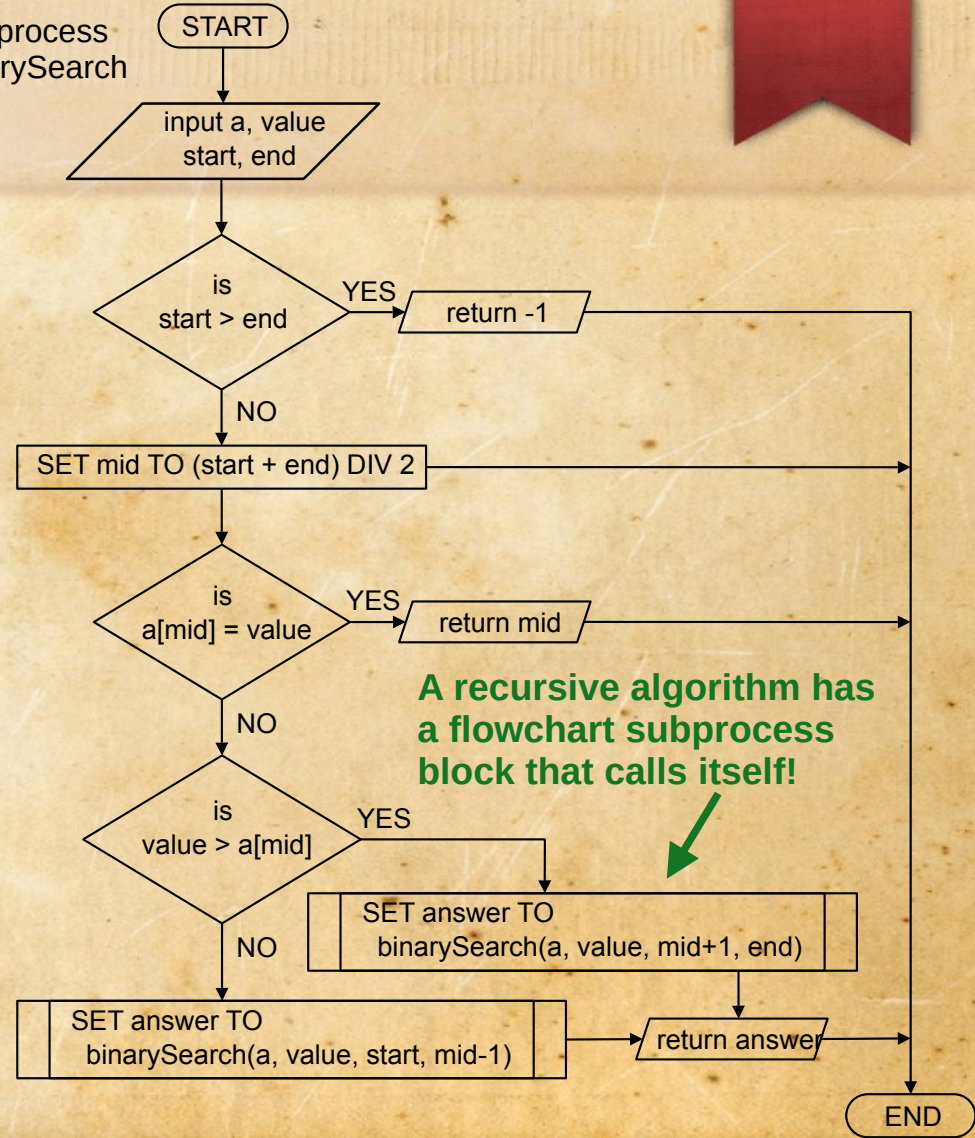 process
rySearch
START
input a, value
start, end
is
start > end
YES
return -1
NO
SET mid TO (start + end) DIV 2
is
a[mid] = value
YES
return mid
NO
A recursive algorithm has
a flowchart subprocess
block that calls itself!
is
value > a[mid]
YES
SET answer TO
binarySearch(a, value, mid+1, end)
NO
SET answer TO
binarySearch(a, value, start, mid-1)
return answer
END